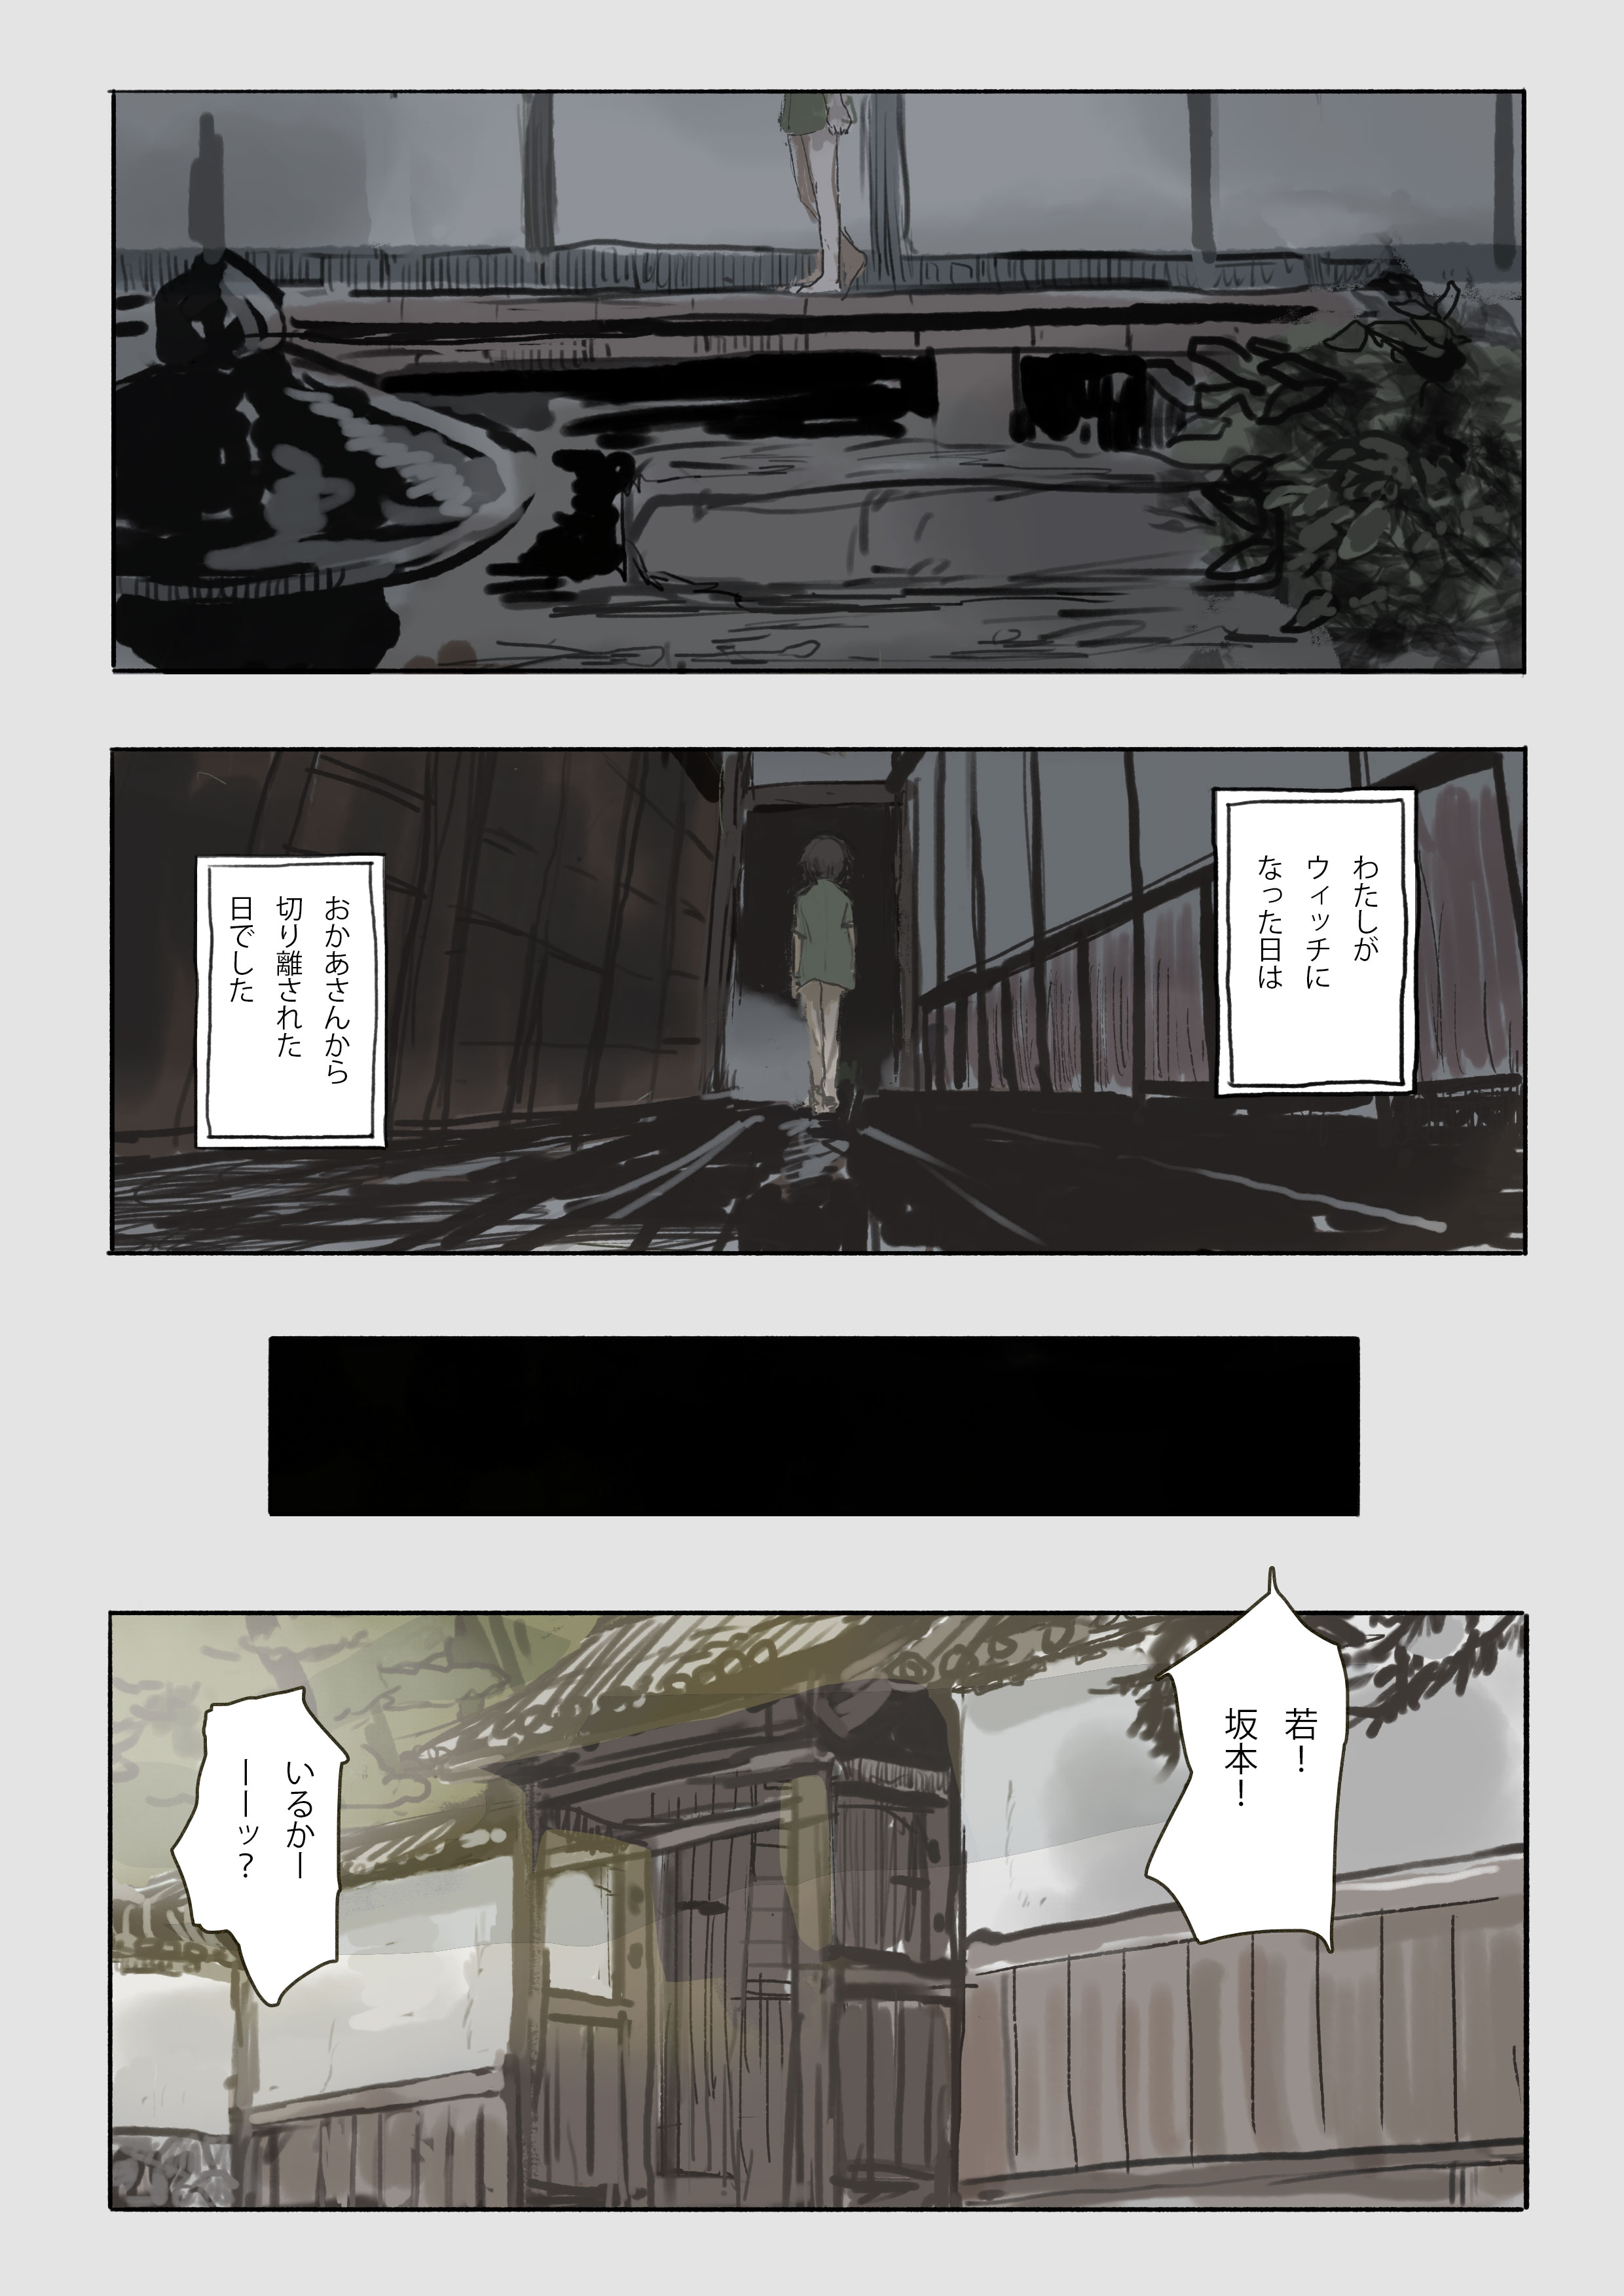 わたしが
ウィッチに
なった日は
おかあさんから
切り離された
日でした
若！
坂本！
いるかー
ーーッ？